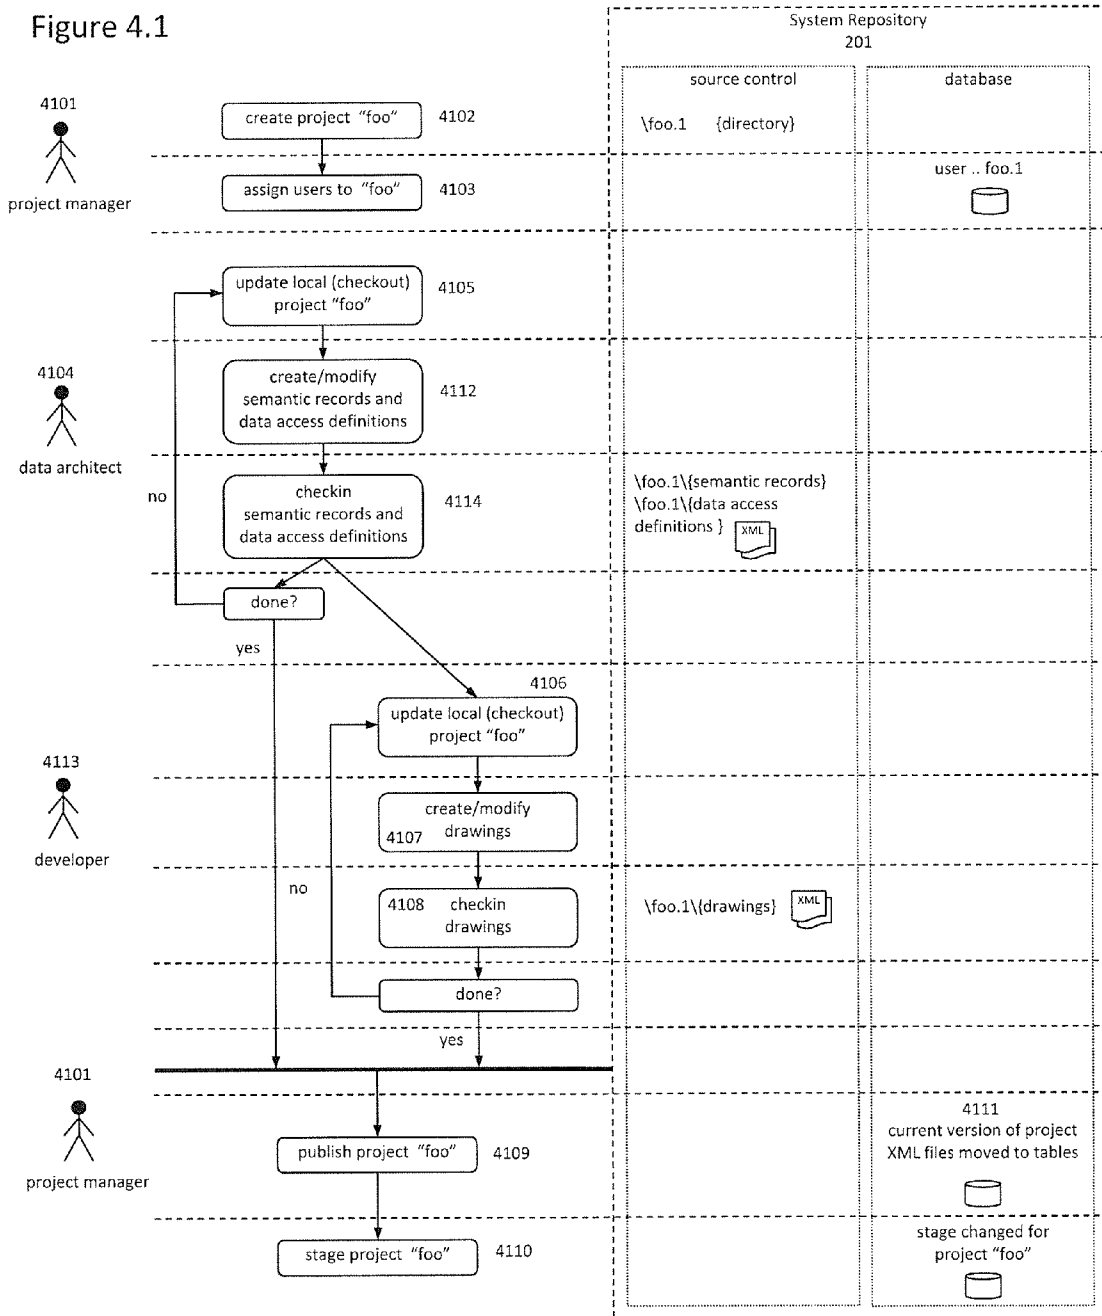 Figure 4.1
System Repository
201
source control
database
4101
project manager
create project “foo”
4102
\foo.1 {directory}
assign users to “foo”
4103
user .. foo.1
update local (checkout)
project “foo”
4105
4104
data architect
create/modify
semantic records and
data access definitions
4112
no
checkin
semantic records and
data access definitions
4114
\foo.1\{semantic records}
\foo.1\{data access
definitions }
XML
done?
yes
4106
update local (checkout)
project “foo”
4113
developer
create/modify
drawings
4107
no
4108
checkin
drawings
\foo.1\{drawings}
XML
done?
yes
4101
project manager
publish project “foo”
4109
4111
current version of project
XML files moved to tables
stage project “foo”
4110
stage changed for
project “foo”